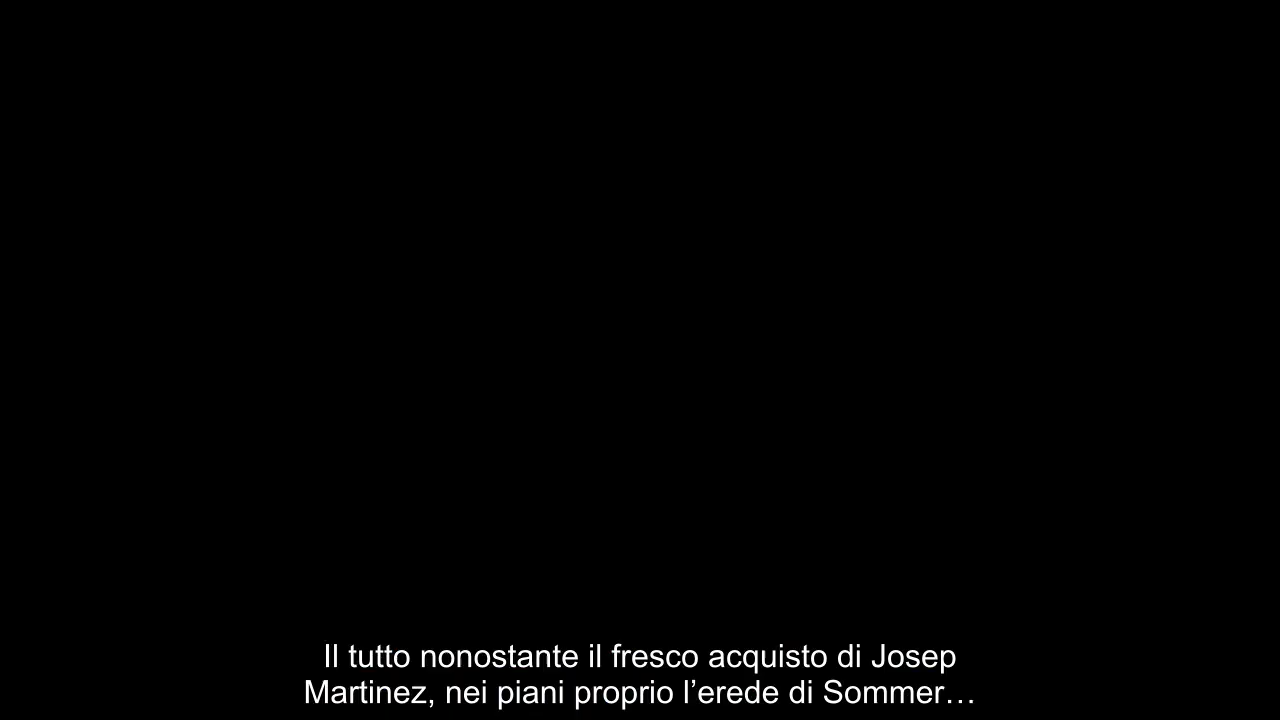 Il tutto nonostante il fresco acquisto di Josep
Martinez, nei piani proprio l’erede di Sommer…